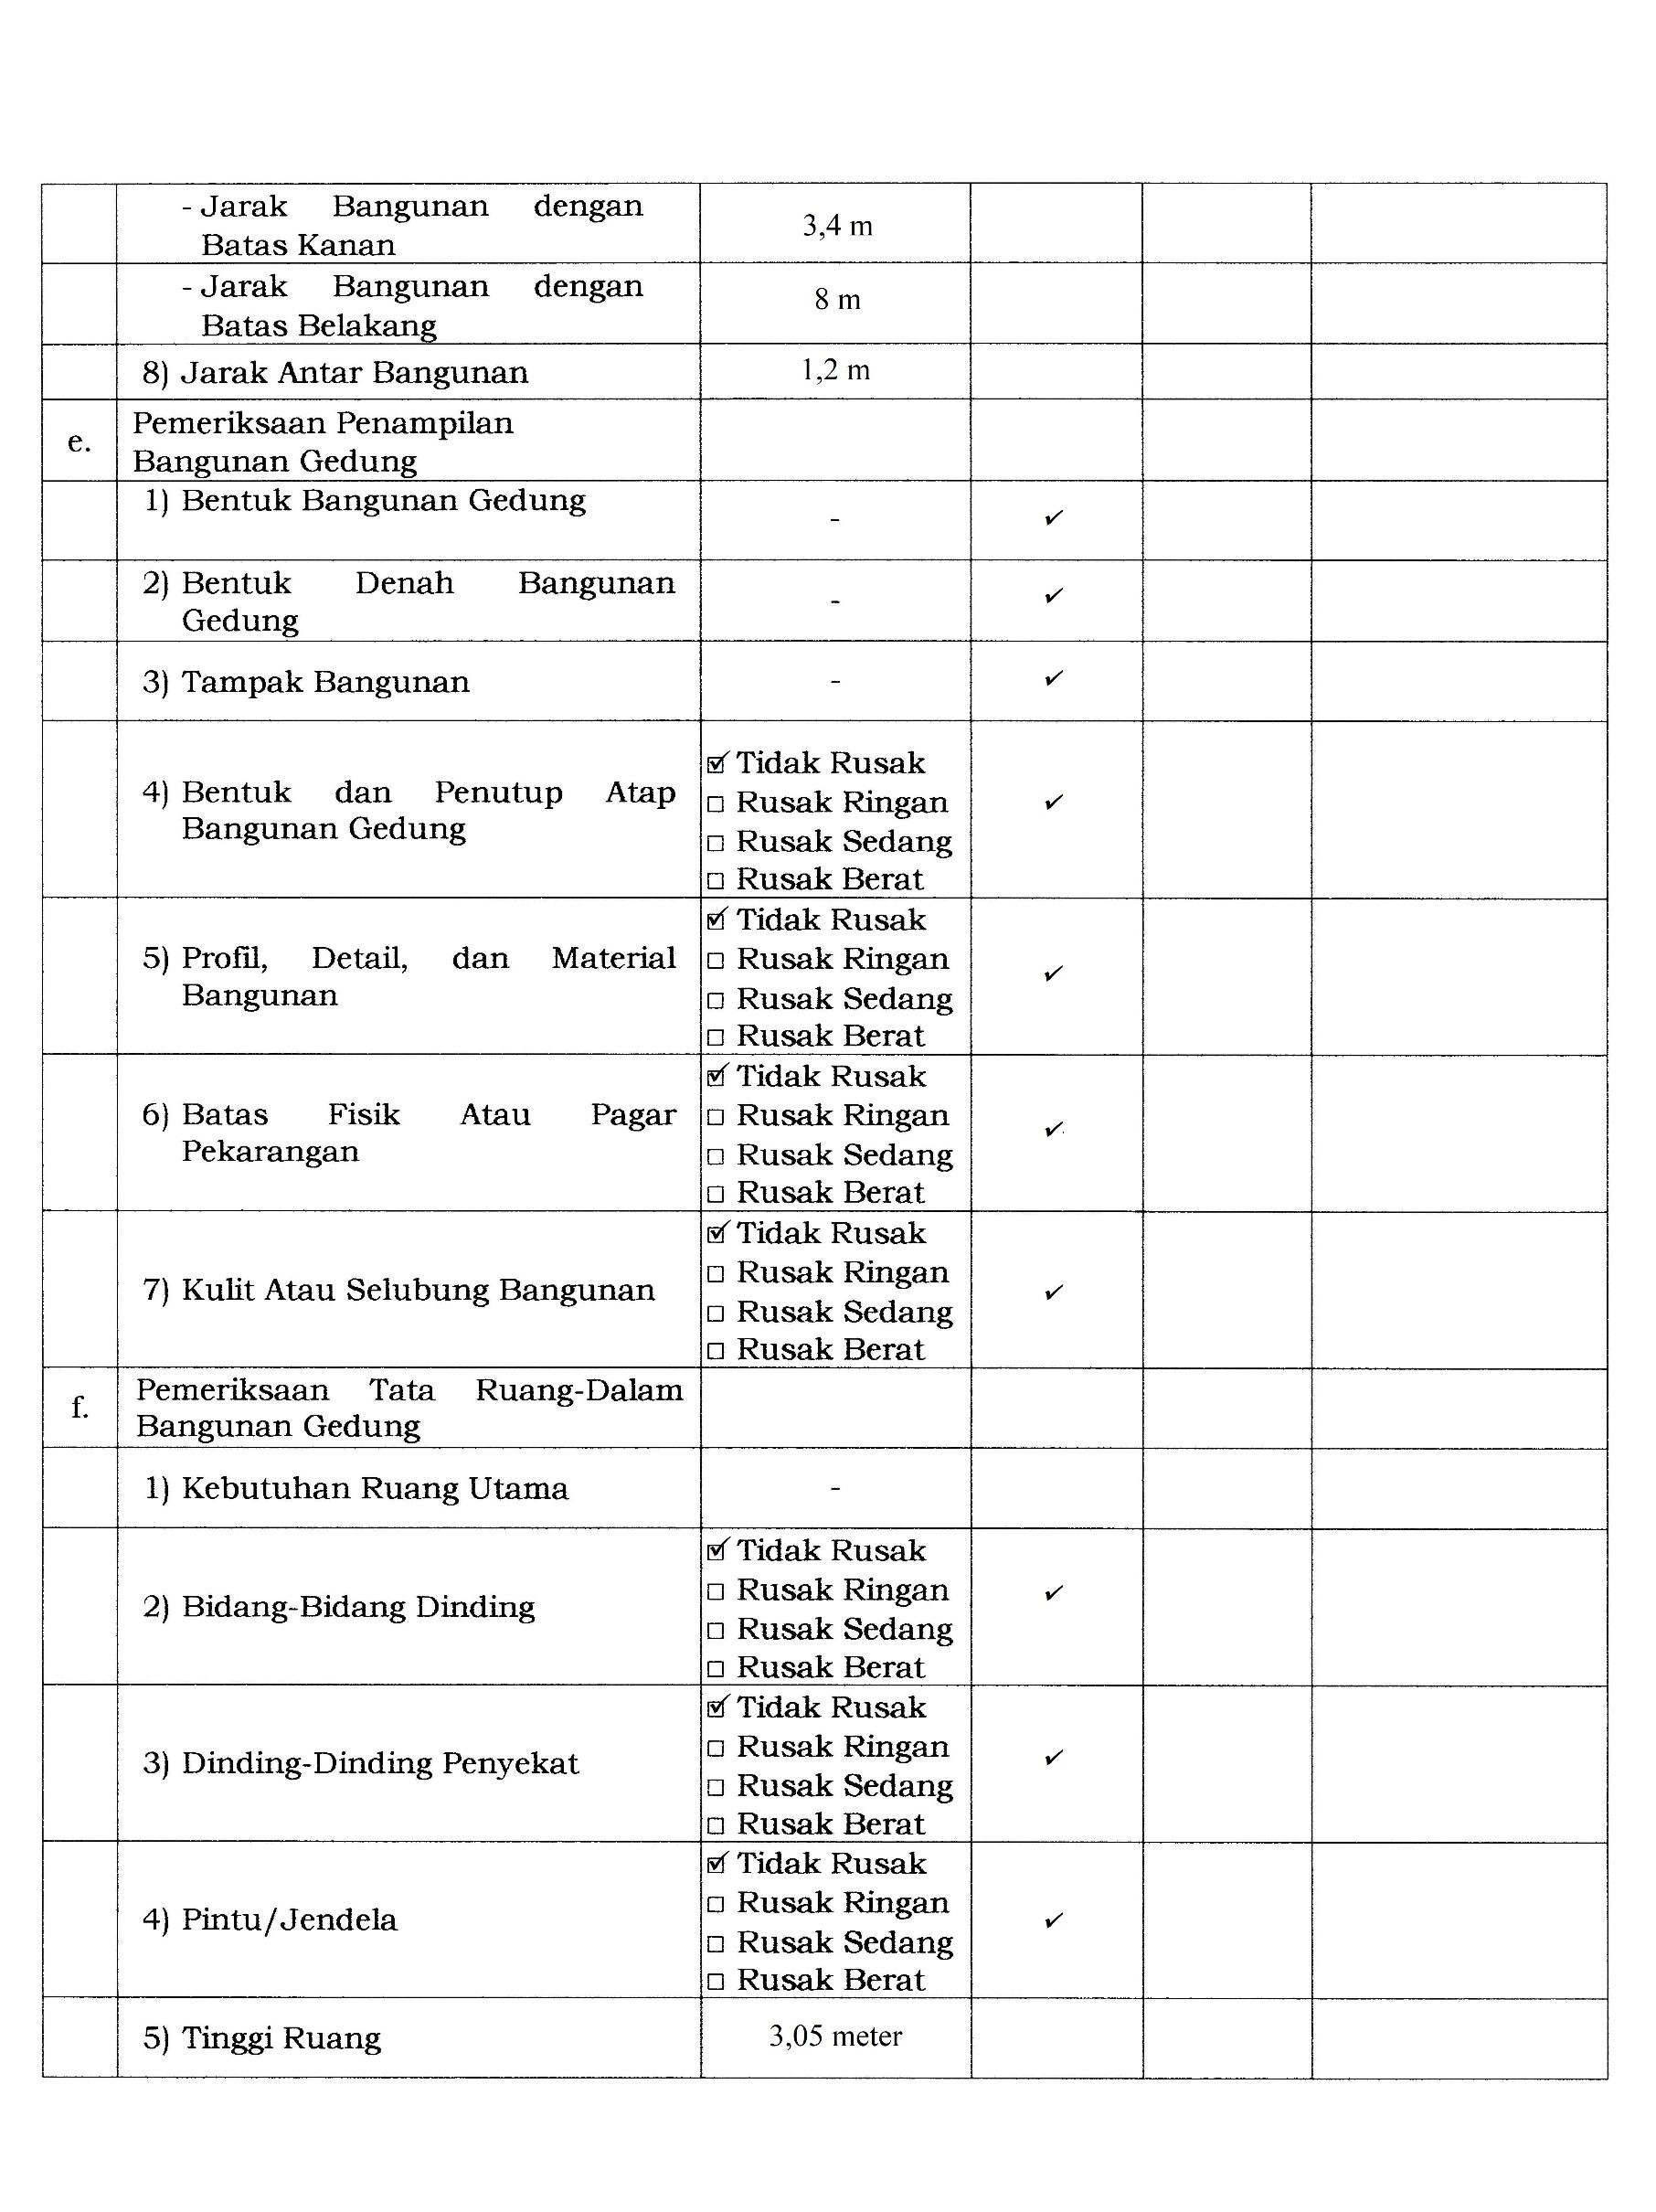 - Jarak Bangunan dengan
Batas Kanan
3,4 m
- Jarak Bangunan dengan
Batas Belakang
8 m
8) Jarak Antar Bangunan
1,2 m
e.
Pemeriksaan Penampilan
Bangunan Gedung
1) Bentuk Bangunan Gedung
-
✓
2) Bentuk Denah Bangunan
Gedung
-
✓
3) Tampak Bangunan
-
✓
4) Bentuk dan Penutup Atap
Bangunan Gedung
☑ Tidak Rusak
☐ Rusak Ringan
☐ Rusak Sedang
☐ Rusak Berat
✓
5) Profil, Detail, dan Material
Bangunan
☑ Tidak Rusak
☐ Rusak Ringan
☐ Rusak Sedang
☐ Rusak Berat
✓
6) Batas Fisik Atau Pagar
Pekarangan
☑ Tidak Rusak
☐ Rusak Ringan
☐ Rusak Sedang
☐ Rusak Berat
✓
7) Kulit Atau Selubung Bangunan
☑ Tidak Rusak
☐ Rusak Ringan
☐ Rusak Sedang
☐ Rusak Berat
✓
f.
Pemeriksaan Tata Ruang-Dalam
Bangunan Gedung
1) Kebutuhan Ruang Utama
-
2) Bidang-Bidang Dinding
☑ Tidak Rusak
☐ Rusak Ringan
☐ Rusak Sedang
☐ Rusak Berat
✓
3) Dinding-Dinding Penyekat
☑ Tidak Rusak
☐ Rusak Ringan
☐ Rusak Sedang
☐ Rusak Berat
✓
4) Pintu/Jendela
☑ Tidak Rusak
☐ Rusak Ringan
☐ Rusak Sedang
☐ Rusak Berat
✓
5) Tinggi Ruang
3,05 meter